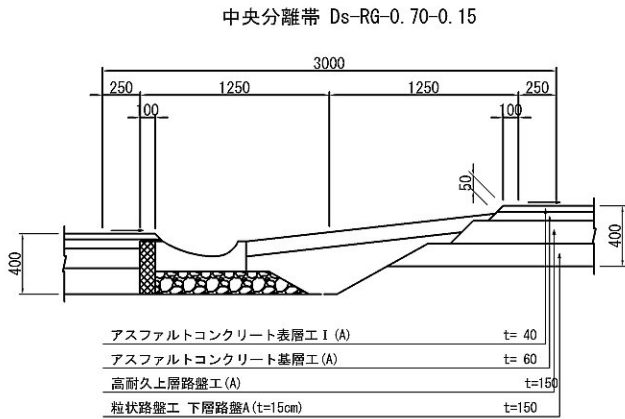 中央分離帯 Ds-RG-0.70-0.15
3000
250 1250 1250 250
100 100
50
400 400
アスファルトコンクリート表層工Ⅰ(A) t= 40
アスファルトコンクリート基層工(A) t= 60
高耐久上層路盤工(A) t=150
粒状路盤工 下層路盤A(t=15cm) t=150